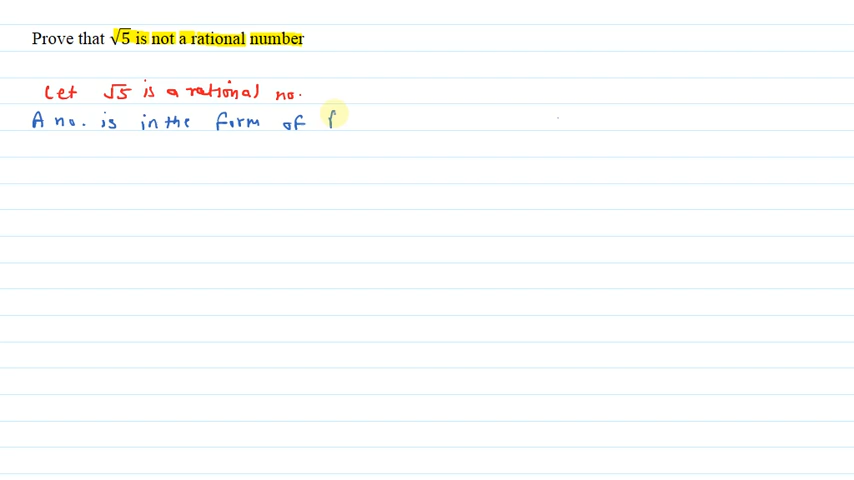 Prove that √5 is not a rational number
Let √5 is a rational no.
A no. is in the form of